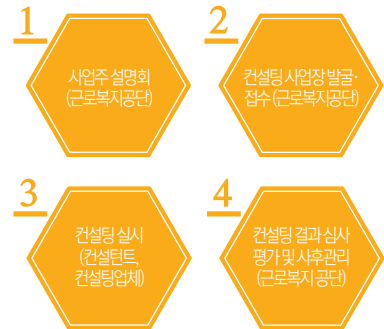 1
사업주 설명회
(근로복지공단)
2
컨설팅 사업장 발굴·
접수 (근로복지공단)
3
컨설팅 실시
(컨설턴트,
컨설팅업체)
4
컨설팅 결과 심사
평가 및 사후관리
(근로복지 공단)